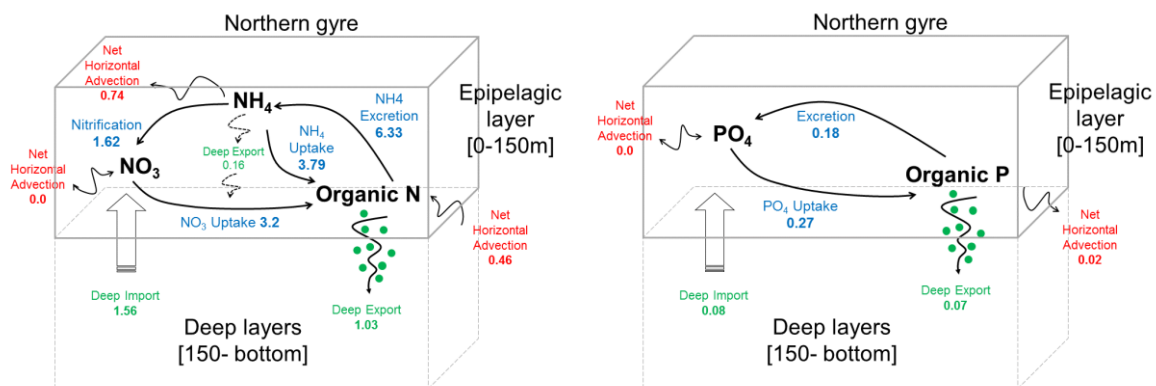 Northern gyre
Net
Horizontal
Advection
0.74
NH₄
NH4
Excretion
6.33
Epipelagic
layer
[0-150m]
Nitrification
1.62
Deep Export
0.16
NH₄
Uptake
3.79
Net
Horizontal
Advection
0.0
NO₃
Organic N
NO₃ Uptake 3.2
Net
Horizontal
Advection
0.46
Deep Import
1.56
Deep Export
1.03
Deep layers
[150- bottom]
Northern gyre
Net
Horizontal
Advection
0.0
PO₄
Excretion
0.18
Epipelagic
layer
[0-150m]
Organic P
PO₄ Uptake
0.27
Net
Horizontal
Advection
0.02
Deep Import
0.08
Deep Export
0.07
Deep layers
[150- bottom]